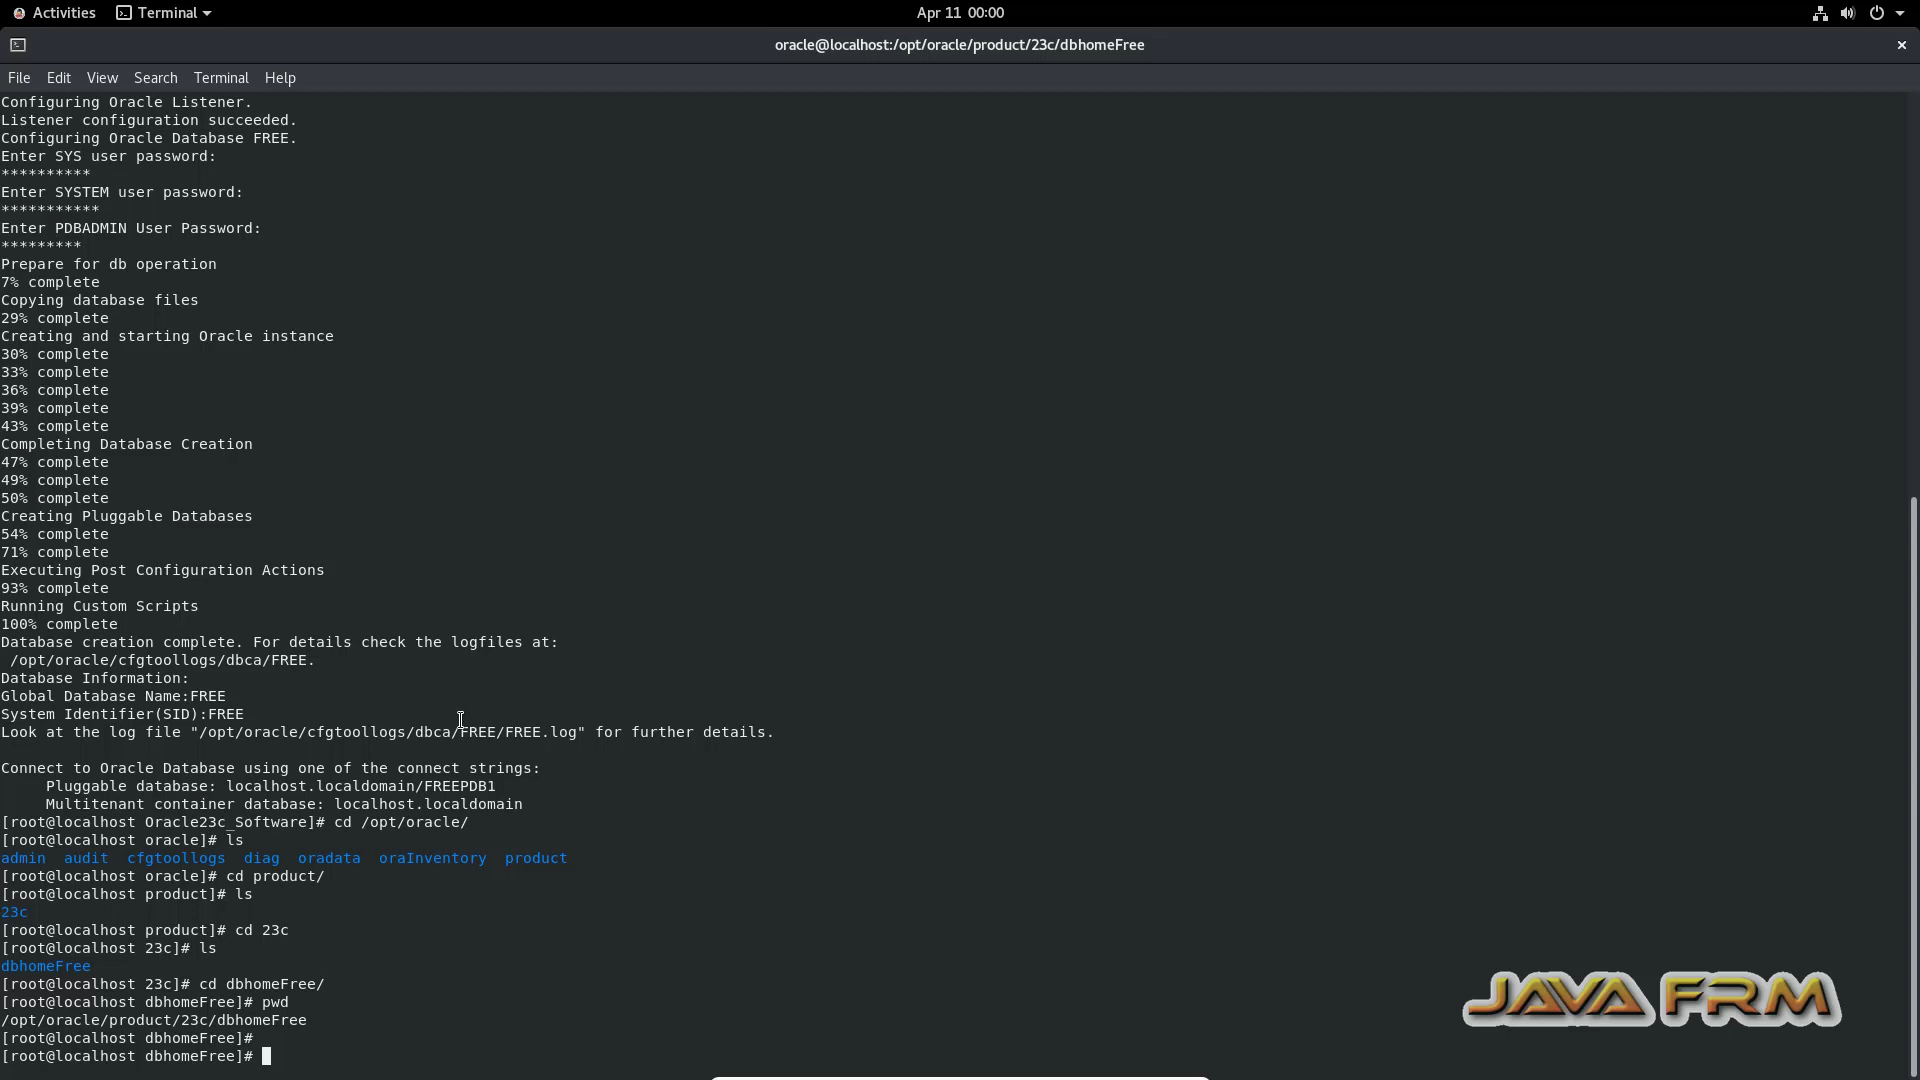 Activities Terminal Apr 11 00:00
oracle@localhost:/opt/oracle/product/23c/dbhomeFree
File Edit View Search Terminal Help
Configuring Oracle Listener.
Listener configuration succeeded.
Configuring Oracle Database FREE.
Enter SYS user password:
**********
Enter SYSTEM user password:
***********
Enter PDBADMIN User Password:
*********
Prepare for db operation
7% complete
Copying database files
29% complete
Creating and starting Oracle instance
30% complete
33% complete
36% complete
39% complete
43% complete
Completing Database Creation
47% complete
49% complete
50% complete
Creating Pluggable Databases
54% complete
71% complete
Executing Post Configuration Actions
93% complete
Running Custom Scripts
100% complete
Database creation complete. For details check the logfiles at:
 /opt/oracle/cfgtoollogs/dbca/FREE.
Database Information:
Global Database Name:FREE
System Identifier(SID):FREE
Look at the log file "/opt/oracle/cfgtoollogs/dbca/FREE/FREE.log" for further details.
Connect to Oracle Database using one of the connect strings:
     Pluggable database: localhost.localdomain/FREEPDB1
     Multitenant container database: localhost.localdomain
[root@localhost Oracle23c_Software]# cd /opt/oracle/
[root@localhost oracle]# ls
admin  audit  cfgtoollogs  diag  oradata  oraInventory  product
[root@localhost oracle]# cd product/
[root@localhost product]# ls
23c
[root@localhost product]# cd 23c
[root@localhost 23c]# ls
dbhomeFree
[root@localhost 23c]# cd dbhomeFree/
[root@localhost dbhomeFree]# pwd
/opt/oracle/product/23c/dbhomeFree
[root@localhost dbhomeFree]#
[root@localhost dbhomeFree]#
JAVA FRM